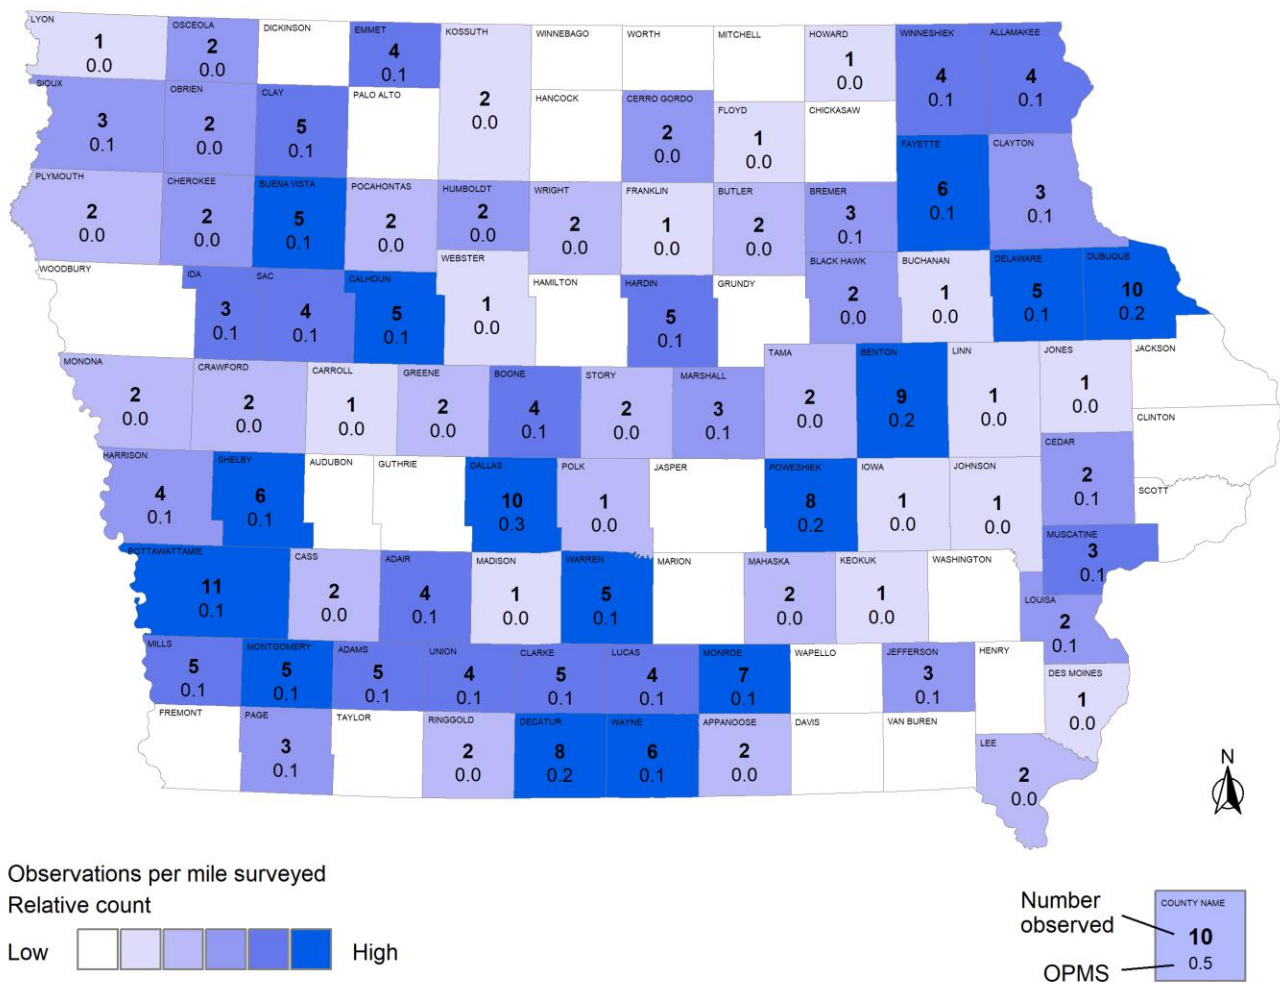 LYON
1
0.0
OSCEOLA
2
0.0
DICKINSON
EMMET
4
0.1
KOSSUTH
2
0.0
WINNEBAGO
WORTH
MITCHELL
HOWARD
1
0.0
WINNESHIEK
4
0.1
ALLAMAKEE
4
0.1
SIOUX
3
0.1
OBRIEN
2
0.0
CLAY
5
0.1
PALO ALTO
HANCOCK
CERRO GORDO
2
0.0
FLOYD
1
0.0
CHICKASAW
FAYETTE
6
0.1
CLAYTON
3
0.1
PLYMOUTH
2
0.0
CHEROKEE
2
0.0
BUENA VISTA
5
0.1
POCAHONTAS
2
0.0
HUMBOLDT
2
0.0
WRIGHT
2
0.0
FRANKLIN
1
0.0
BUTLER
2
0.0
BREMER
3
0.1
WOODBURY
IDA
3
0.1
SAC
4
0.1
CALHOUN
5
0.1
WEBSTER
1
0.0
HAMILTON
HARDIN
5
0.1
GRUNDY
BLACK HAWK
2
0.0
BUCHANAN
1
0.0
DELAWARE
5
0.1
DUBUQUE
10
0.2
MONONA
2
0.0
CRAWFORD
2
0.0
CARROLL
1
0.0
GREENE
2
0.0
BOONE
4
0.1
STORY
2
0.0
MARSHALL
3
0.1
TAMA
2
0.0
BENTON
9
0.2
LINN
1
0.0
JONES
1
0.0
JACKSON
CLINTON
CEDAR
2
0.1
SCOTT
HARRISON
4
0.1
SHELBY
6
0.1
AUDUBON
GUTHRIE
DALLAS
10
0.3
POLK
1
0.0
JASPER
POWESHIEK
8
0.2
IOWA
1
0.0
JOHNSON
1
0.0
MUSCATINE
3
0.1
POTTAWATTAMIE
11
0.1
CASS
2
0.0
ADAIR
4
0.1
MADISON
1
0.0
WARREN
5
0.1
MARION
MAHASKA
2
0.0
KEOKUK
1
0.0
WASHINGTON
LOUISA
2
0.1
MILLS
5
0.1
MONTGOMERY
5
0.1
ADAMS
5
0.1
UNION
4
0.1
CLARKE
5
0.1
LUCAS
4
0.1
MONROE
7
0.1
WAPELLO
JEFFERSON
3
0.1
HENRY
DES MOINES
1
0.0
FREMONT
PAGE
3
0.1
TAYLOR
RINGGOLD
2
0.0
DECATUR
8
0.2
WAYNE
6
0.1
APPANOOSE
2
0.0
DAVIS
VAN BUREN
LEE
2
0.0
N
Observations per mile surveyed
Relative count
Low
High
Number
observed
OPMS
COUNTY NAME
10
0.5